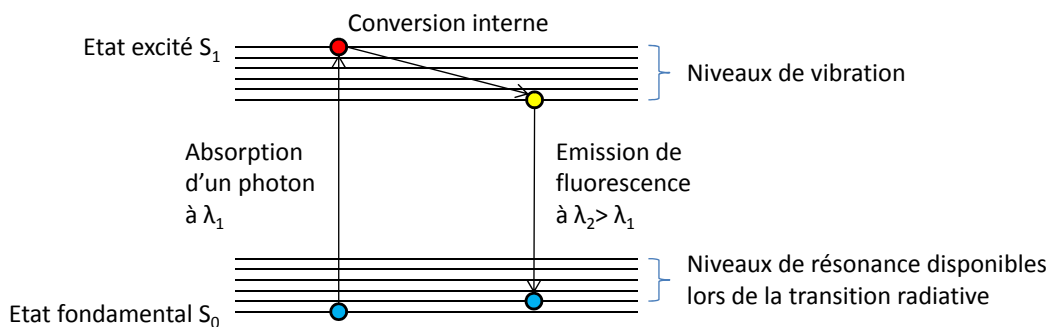 Conversion interne
Etat excité S₁
Niveaux de vibration
Absorption
d'un photon
à λ₁
Emission de
fluorescence
à λ₂> λ₁
Niveaux de résonance disponibles
lors de la transition radiative
Etat fondamental S₀